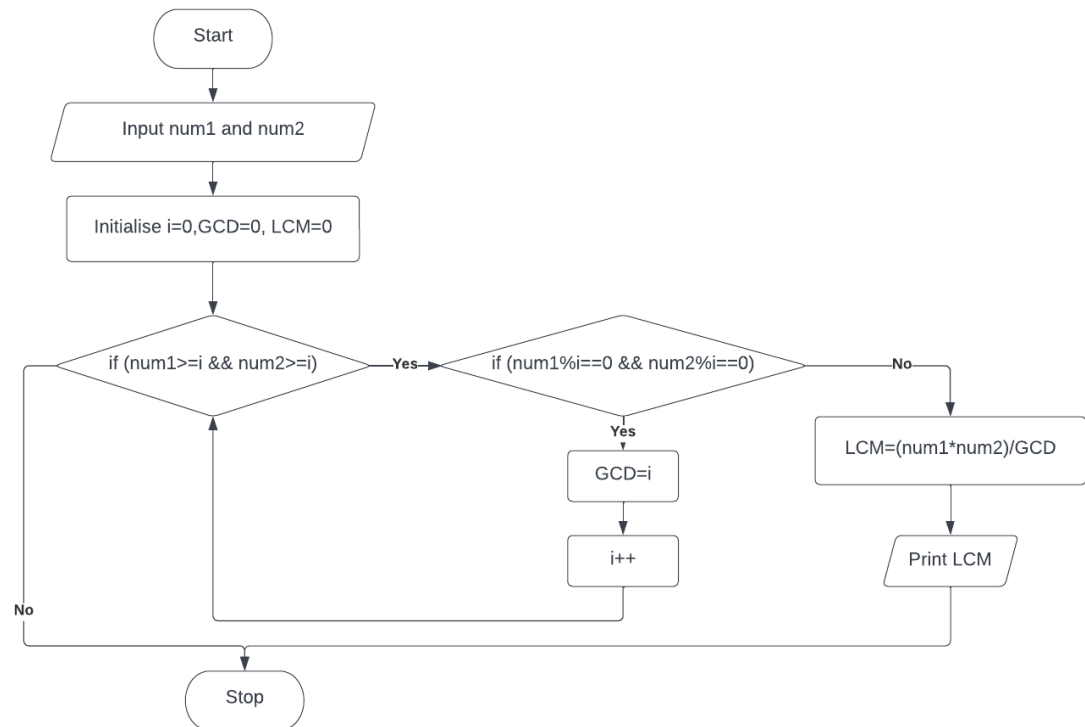 Start
Input num1 and num2
Initialise i=0,GCD=0, LCM=0
if (num1>=i && num2>=i)
Yes
if (num1%i==0 && num2%i==0)
No
Yes
LCM=(num1*num2)/GCD
GCD=i
i++
Print LCM
No
Stop